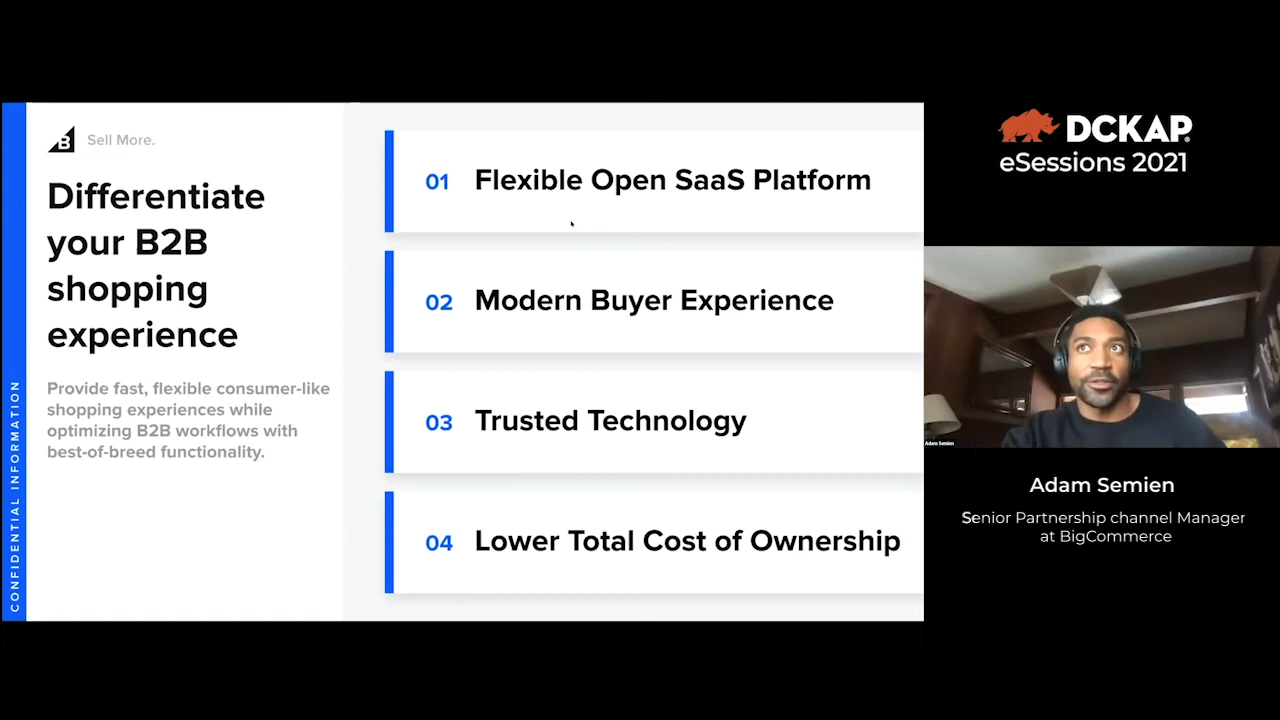 CONFIDENTIAL INFORMATION
B
Sell More.
Differentiate
your B2B
shopping
experience
Provide fast, flexible consumer-like
shopping experiences while
optimizing B2B workflows with
best-of-breed functionality.
01 Flexible Open SaaS Platform
02 Modern Buyer Experience
03 Trusted Technology
04 Lower Total Cost of Ownership
DCKAP
eSessions 2021
Adam Semien
Adam Semien
Senior Partnership channel Manager
at BigCommerce